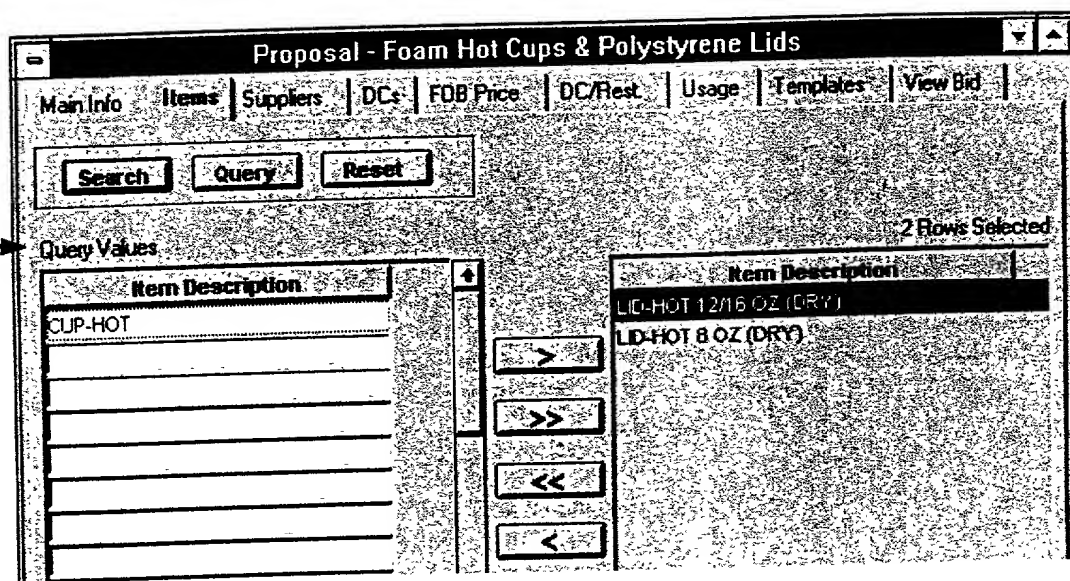 Proposal - Foam Hot Cups & Polystyrene Lids
Main Info Items Suppliers DCs FOB Price DC/Rest. Usage Templates View Bid
Search Query Reset
2 Rows Selected
Query Values
Item Description Item Description
CUP-HOT
LID-HOT 12/16 OZ (DRY)
LID-HOT 8 OZ (DRY)
>
>>
<<
<